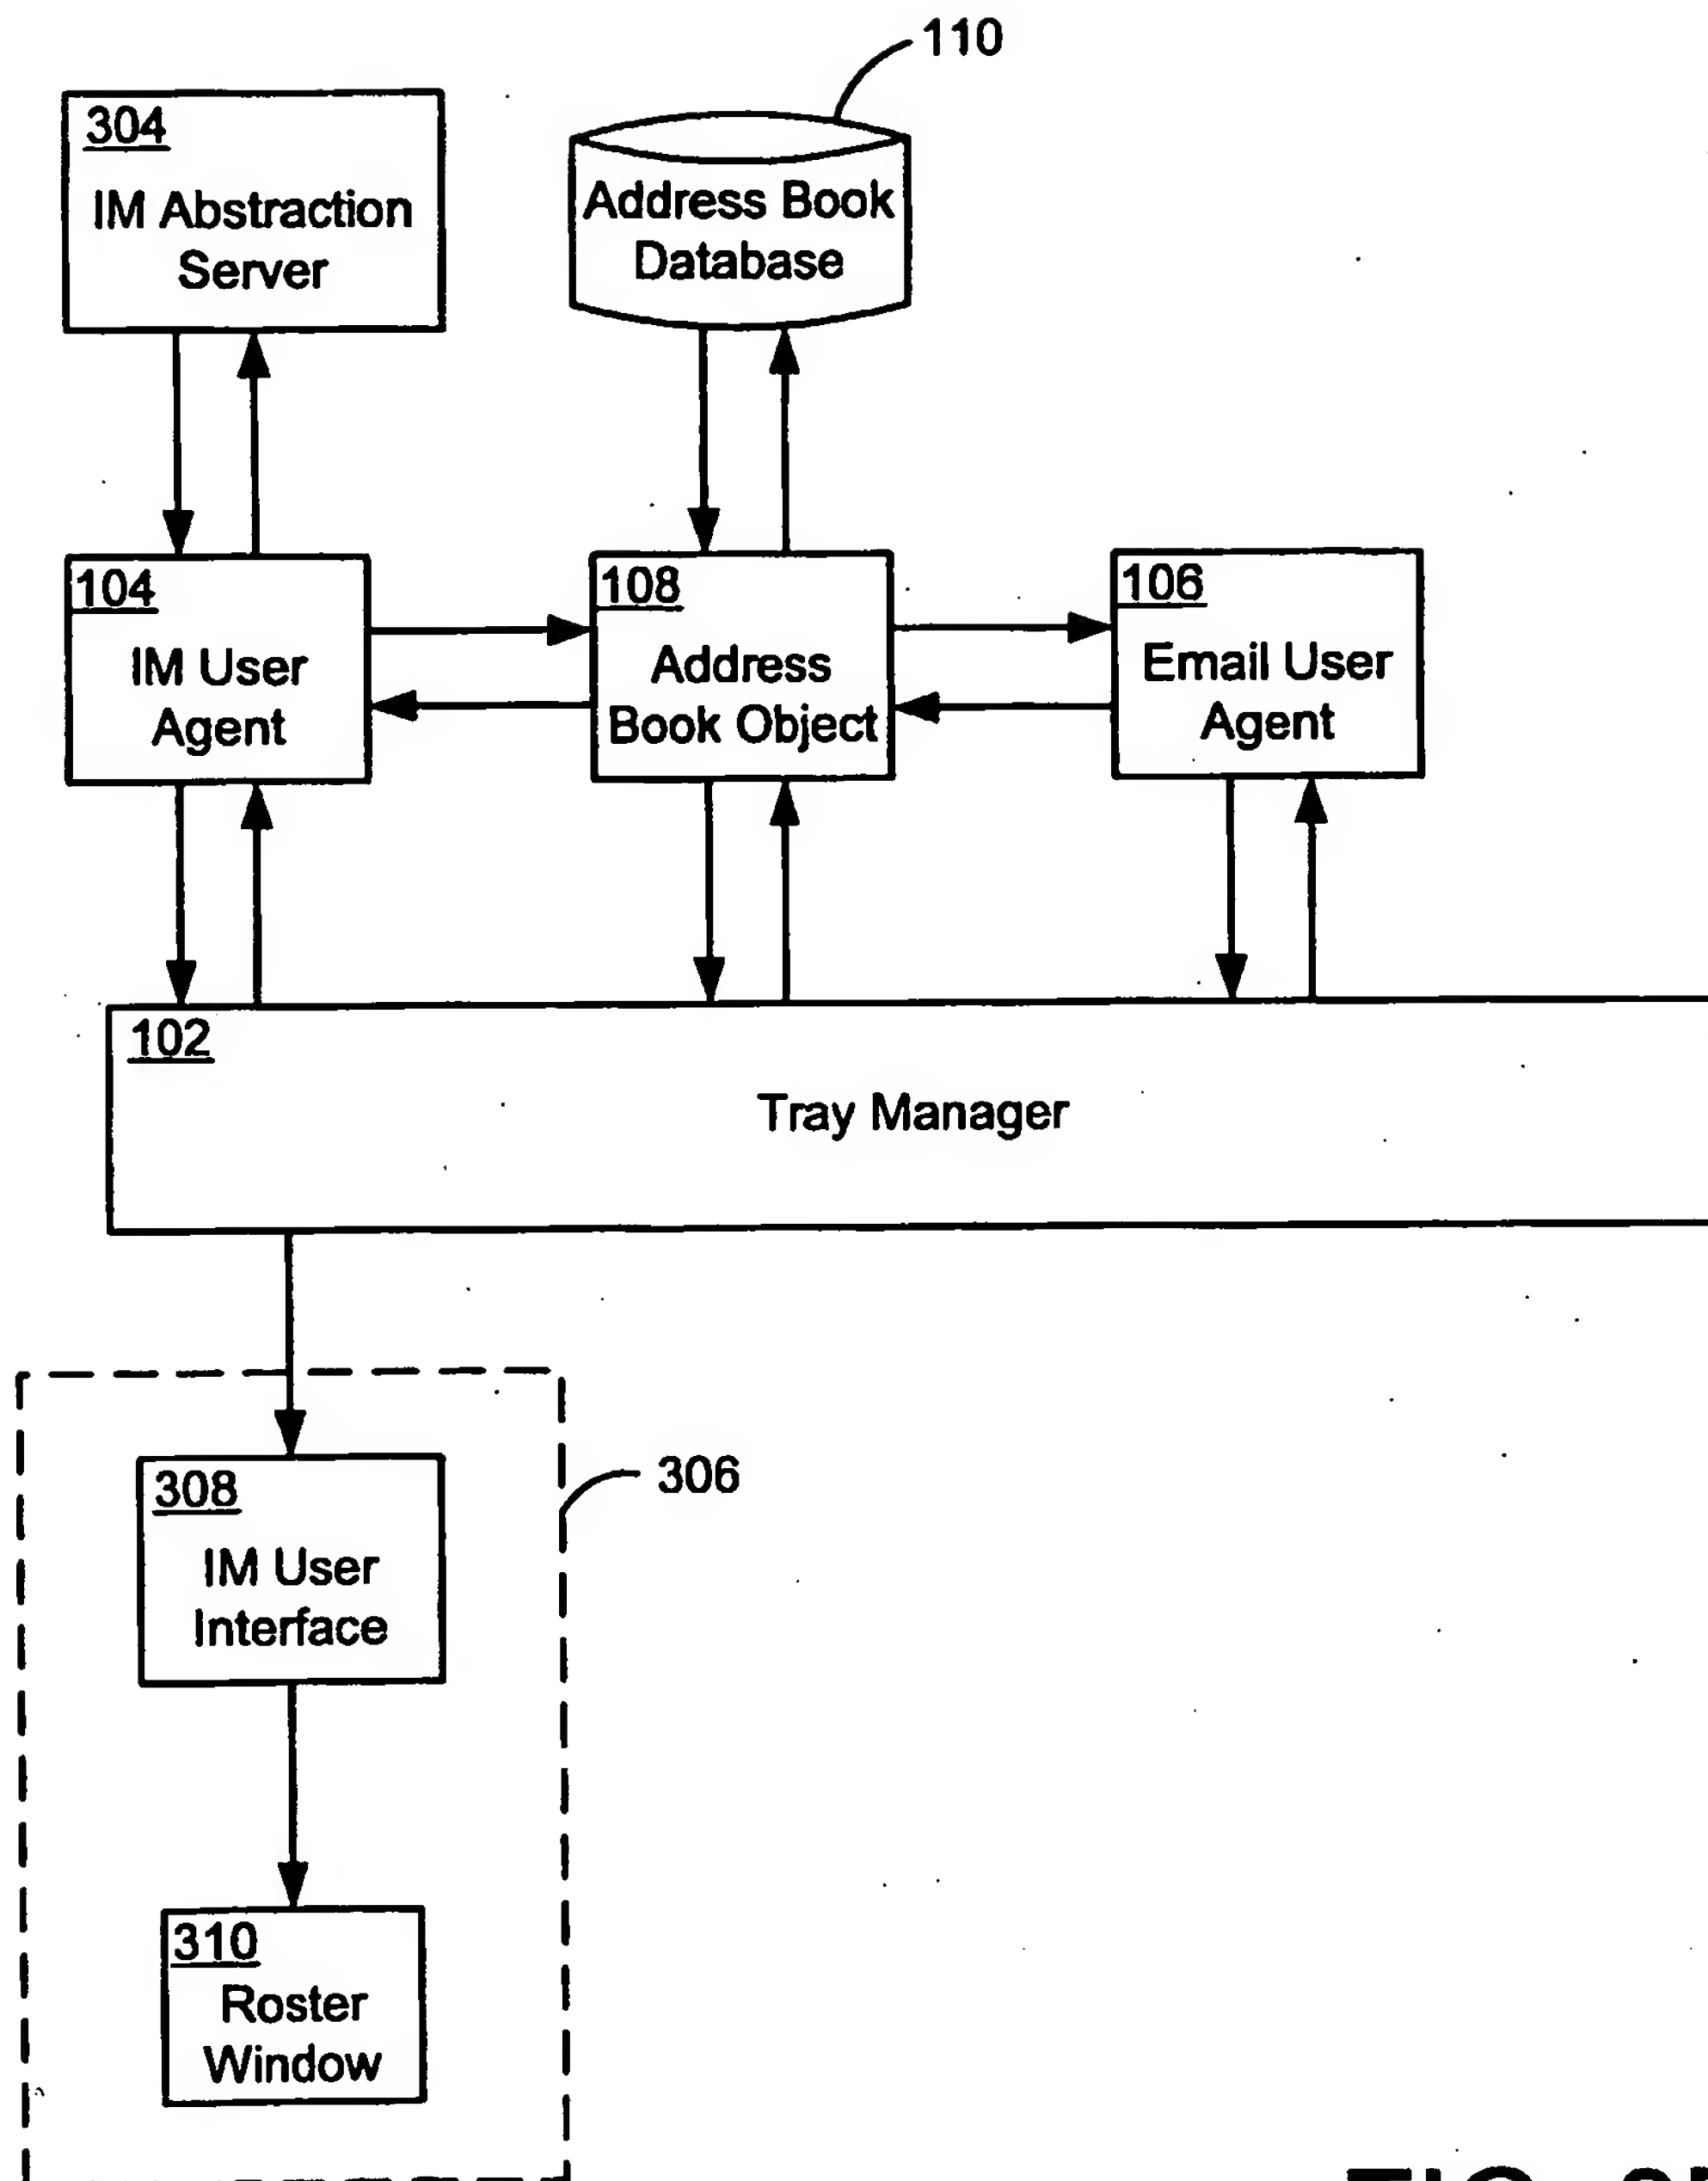 110
304
IM Abstraction
Server
Address Book
Database
104
IM User
Agent
108
Address
Book Object
106
Email User
Agent
102
Tray Manager
308
IM User
Interface
306
310
Roster
Window